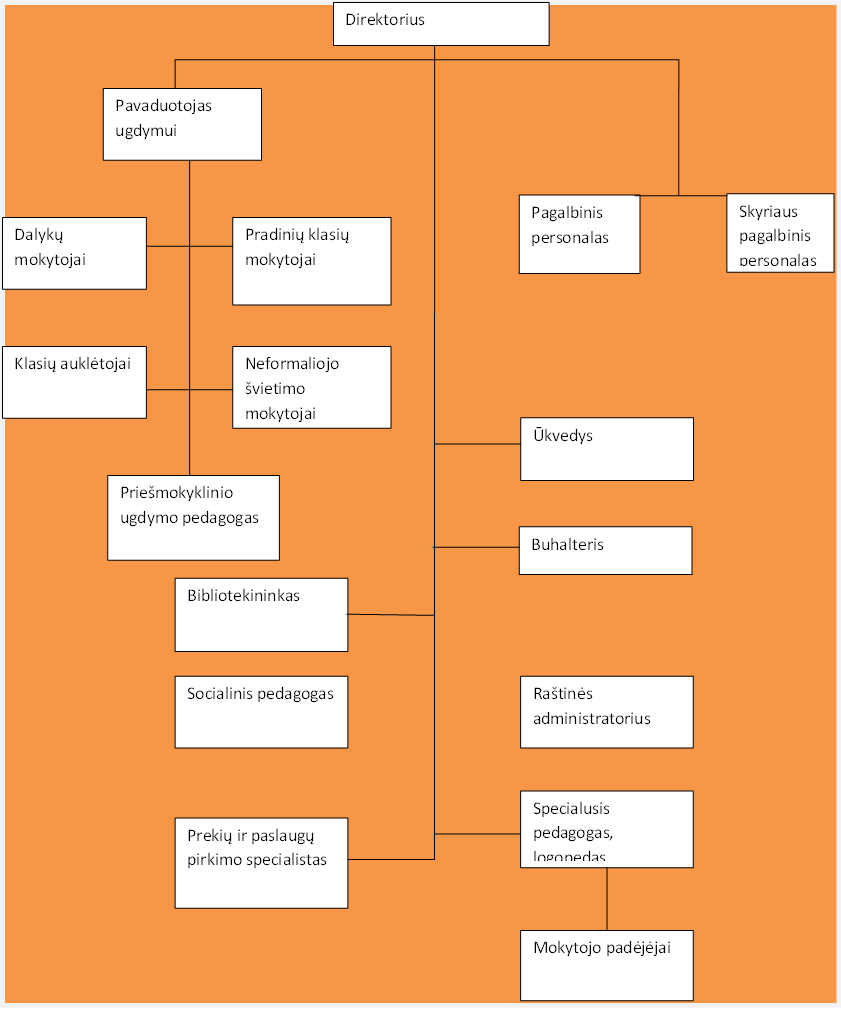 Direktorius
Pavaduotojas
ugdymui
Dalykų
mokytojai
Pradinių klasių
mokytojai
Pagalbinis
personalas
Skyriaus
pagalbinis
personalas
Klasių auklėtojai
Neformaliojo
švietimo
mokytojai
Ūkvedys
Priešmokyklinio
ugdymo pedagogas
Buhalteris
Bibliotekininkas
Socialinis pedagogas
Raštinės
administratorius
Prekių ir paslaugų
pirkimo specialistas
Specialusis
pedagogas,
logopedas
Mokytojo padėjėjai